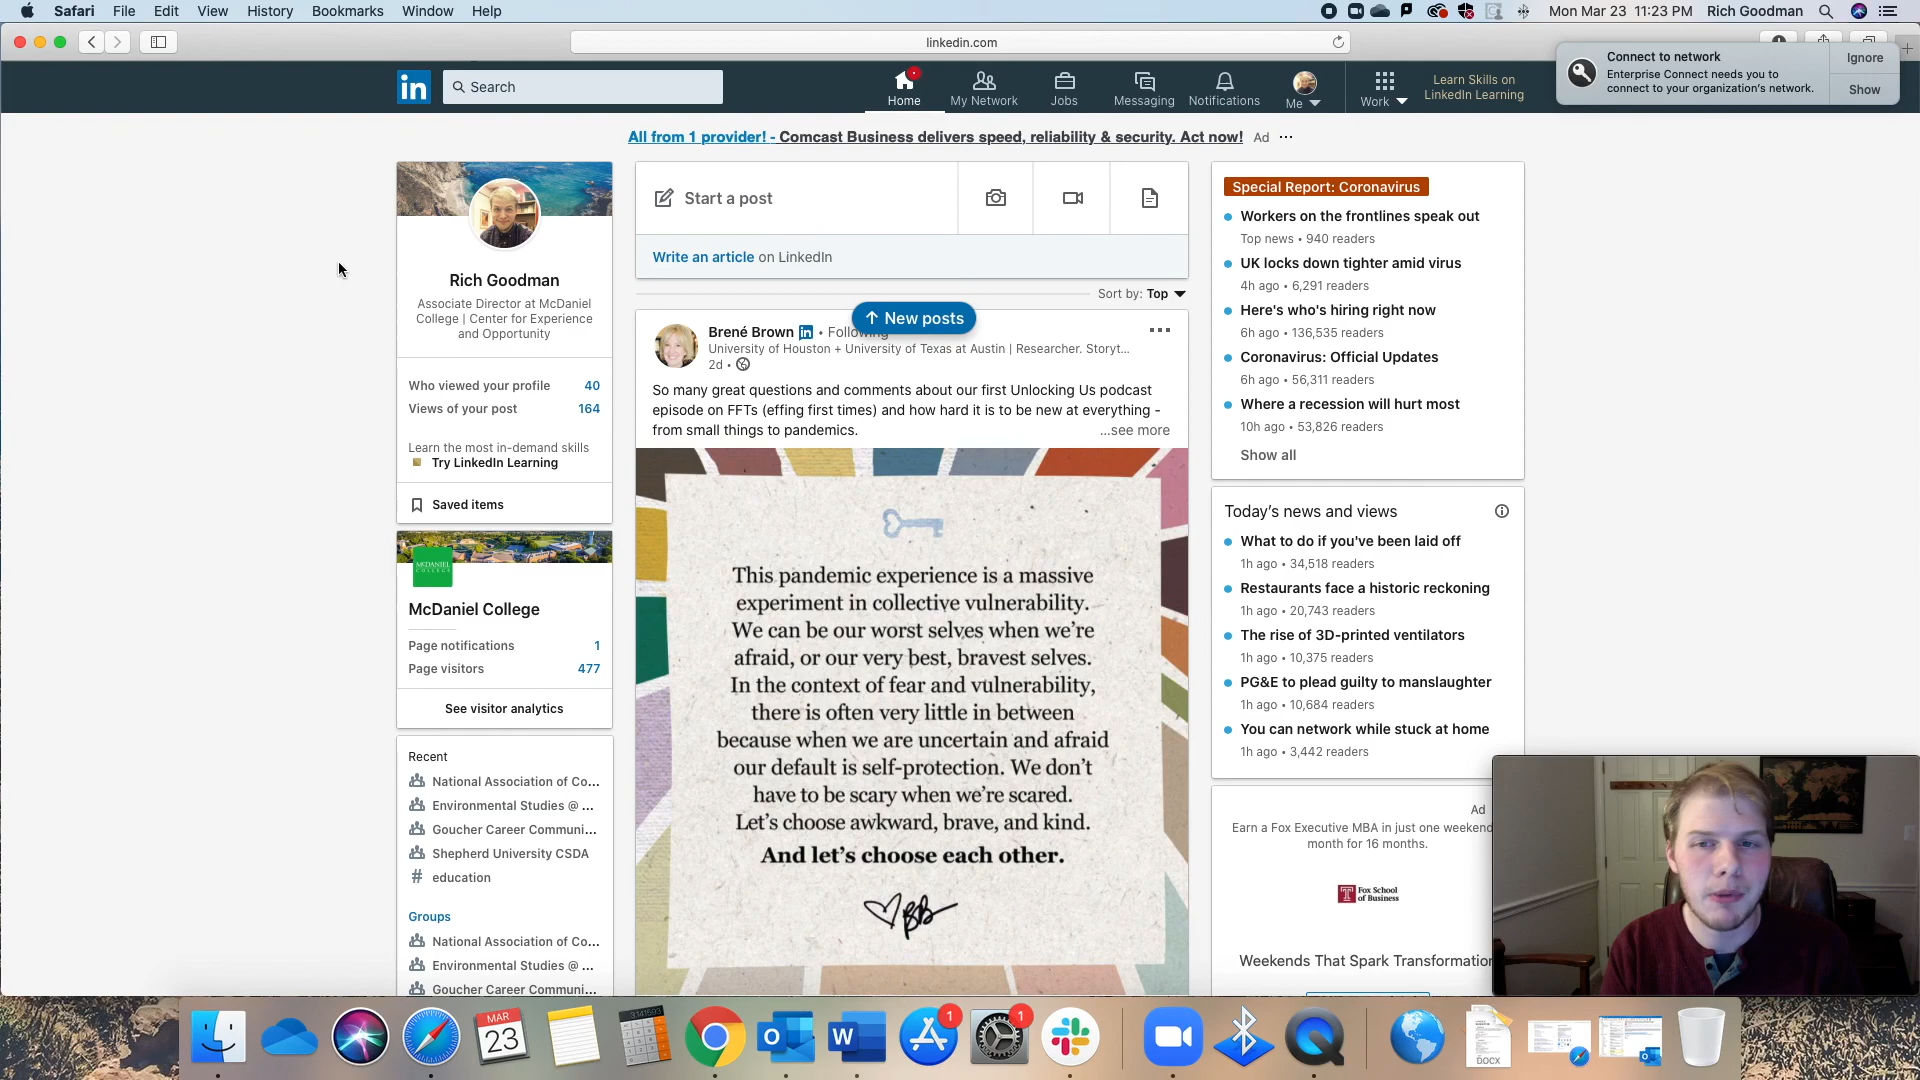 Safari File Edit View History Bookmarks Window Help
Mon Mar 23 11:23 PM Rich Goodman
linkedin.com
Connect to network
Enterprise Connect needs you to
connect to your organization's network.
Ignore
Show
in
Search
Home
My Network
Jobs
Messaging
Notifications
Me
Work
Learn Skills on
LinkedIn Learning
All from 1 provider! - Comcast Business delivers speed, reliability & security. Act now! Ad
Rich Goodman
Associate Director at McDaniel
College | Center for Experience
and Opportunity
Who viewed your profile 40
Views of your post 164
Learn the most in-demand skills
Try LinkedIn Learning
Saved items
McDANIEL
COLLEGE
McDaniel College
Page notifications 1
Page visitors 477
See visitor analytics
Recent
National Association of Co...
Environmental Studies @ ...
Goucher Career Communi...
Shepherd University CSDA
# education
Groups
National Association of Co...
Environmental Studies @ ...
Goucher Career Communi...
Start a post
Write an article on LinkedIn
Sort by: Top
New posts
Brené Brown in • Following
University of Houston + University of Texas at Austin | Researcher. Storyt...
2d •
So many great questions and comments about our first Unlocking Us podcast
episode on FFTs (effing first times) and how hard it is to be new at everything -
from small things to pandemics.
...see more
This pandemic experience is a massive
experiment in collective vulnerability.
We can be our worst selves when we're
afraid, or our very best, bravest selves.
In the context of fear and vulnerability,
there is often very little in between
because when we are uncertain and afraid
our default is self-protection. We don't
have to be scary when we're scared.
Let's choose awkward, brave, and kind.
And let's choose each other.
BB
Special Report: Coronavirus
Workers on the frontlines speak out
Top news • 940 readers
UK locks down tighter amid virus
4h ago • 6,291 readers
Here's who's hiring right now
6h ago • 136,535 readers
Coronavirus: Official Updates
6h ago • 56,311 readers
Where a recession will hurt most
10h ago • 53,826 readers
Show all
Today's news and views
What to do if you've been laid off
1h ago • 34,518 readers
Restaurants face a historic reckoning
1h ago • 20,743 readers
The rise of 3D-printed ventilators
1h ago • 10,375 readers
PG&E to plead guilty to manslaughter
1h ago • 10,684 readers
You can network while stuck at home
1h ago • 3,442 readers
Ad
Earn a Fox Executive MBA in just one weekend
month for 16 months.
Fox School
of Business
Weekends That Spark Transformation
MAR
23
3.141593
O
W
1
1
DOCX